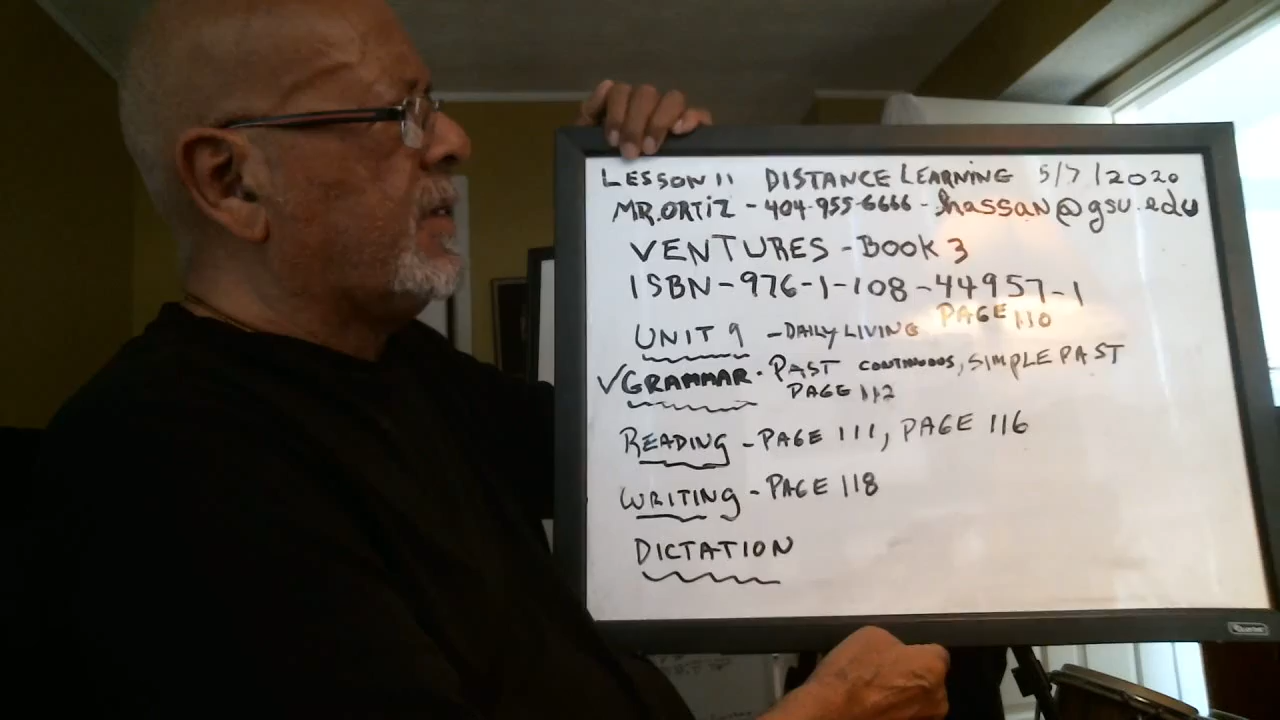 LESSON 11 DISTANCE LEARNING 5/7/2020
MR. ORTIZ - 404-955-6666 - Shassan@gsu.edu
VENTURES - BOOK 3
ISBN-976-1-108-44957-1
UNIT 9 - DAILY LIVING PAGE 110
√GRAMMAR. PAST CONTINUOUS, SIMPLE PAST
PAGE 112
READING - PAGE 111, PAGE 116
WRITING - PAGE 118
DICTATION
Quartet